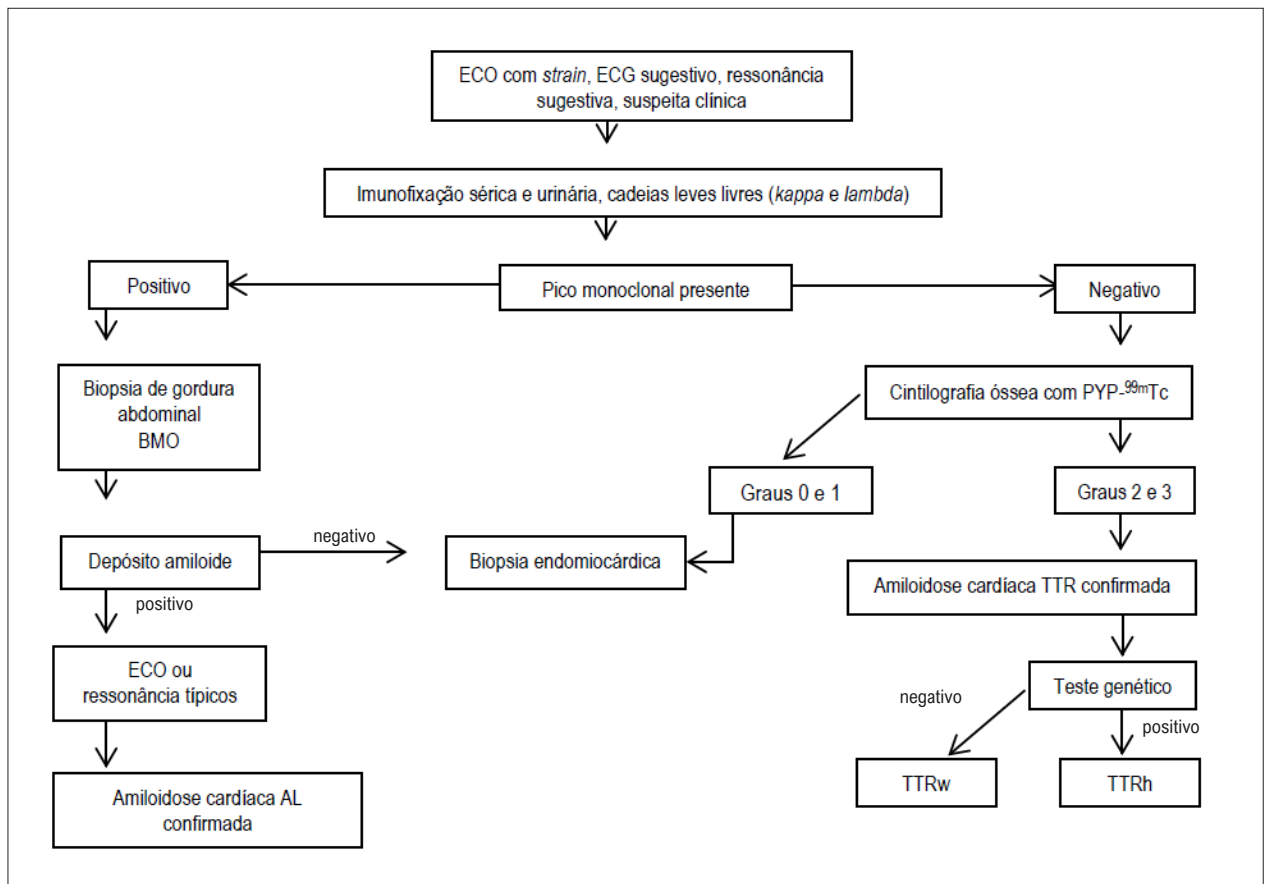 ECO com strain, ECG sugestivo, ressonância
sugestiva, suspeita clínica
Imunofixação sérica e urinária, cadeias leves livres (kappa e lambda)
Positivo
Pico monoclonal presente
Negativo
Biopsia de gordura
abdominal
BMO
Cintilografia óssea com PYP-99mTc
Graus 0 e 1
Graus 2 e 3
Depósito amiloide
negativo
Biopsia endomiocárdica
Amiloidose cardíaca TTR confirmada
positivo
ECO ou
ressonância típicos
Teste genético
negativo
positivo
Amiloidose cardíaca AL
confirmada
TTRw
TTRh